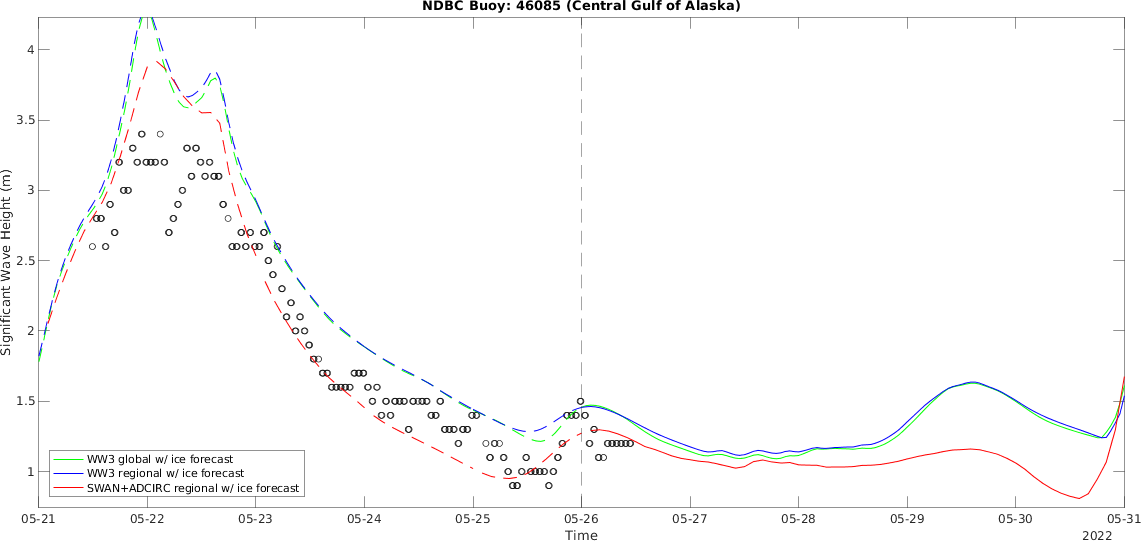 NDBC Buoy: 46085 (Central Gulf of Alaska)
Significant Wave Height (m)
4
3.5
3
2.5
2
1.5
1
WW3 global w/ ice forecast
WW3 regional w/ ice forecast
SWAN+ADCIRC regional w/ ice forecast
05-21 05-22 05-23 05-24 05-25 05-26 05-27 05-28 05-29 05-30 05-31
Time
2022